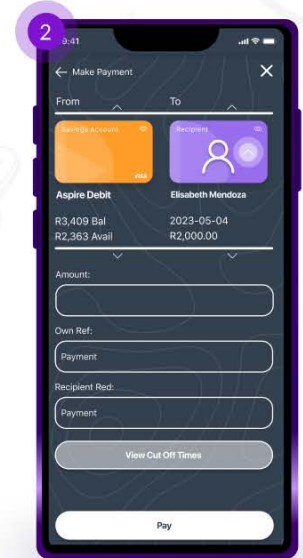 2
9:41
← Make Payment ×
From To
Savings Account Recipient
VISA
Aspire Debit Elisabeth Mendoza
R3,409 Bal 2023-05-04
R2,363 Avail R2,000.00
Amount:
Own Ref:
Payment
Recipient Red:
Payment
View Cut Off Times
Pay